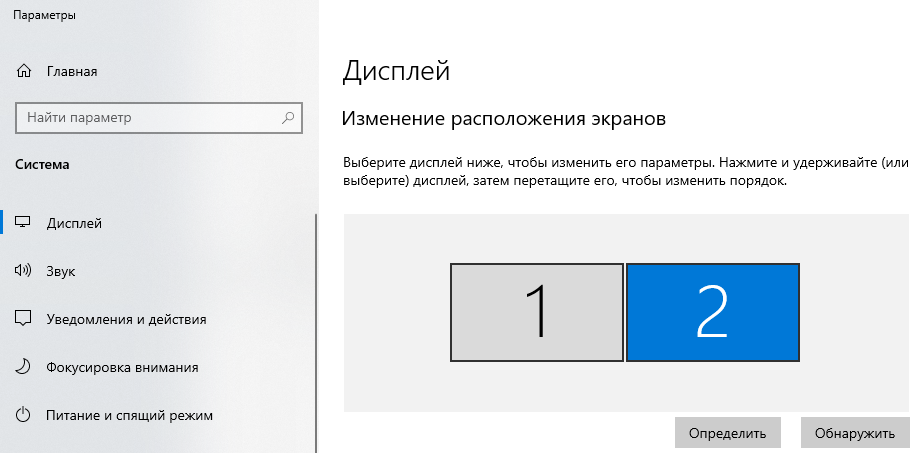 Параметры
Главная
Найти параметр
Система
Дисплей
Звук
Уведомления и действия
Фокусировка внимания
Питание и спящий режим
Дисплей
Изменение расположения экранов
Выберите дисплей ниже, чтобы изменить его параметры. Нажмите и удерживайте (или
выберите) дисплей, затем перетащите его, чтобы изменить порядок.
1 2
Определить Обнаружить